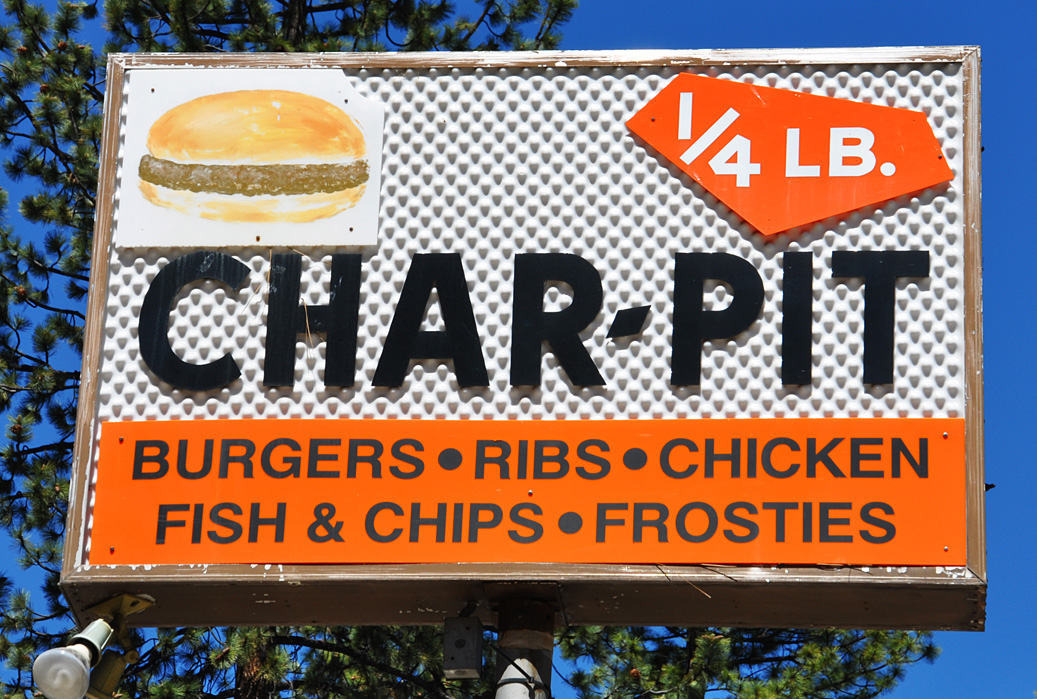 1/4 LB.
CHAR-PIT
BURGERS • RIBS • CHICKEN
FISH & CHIPS • FROSTIES